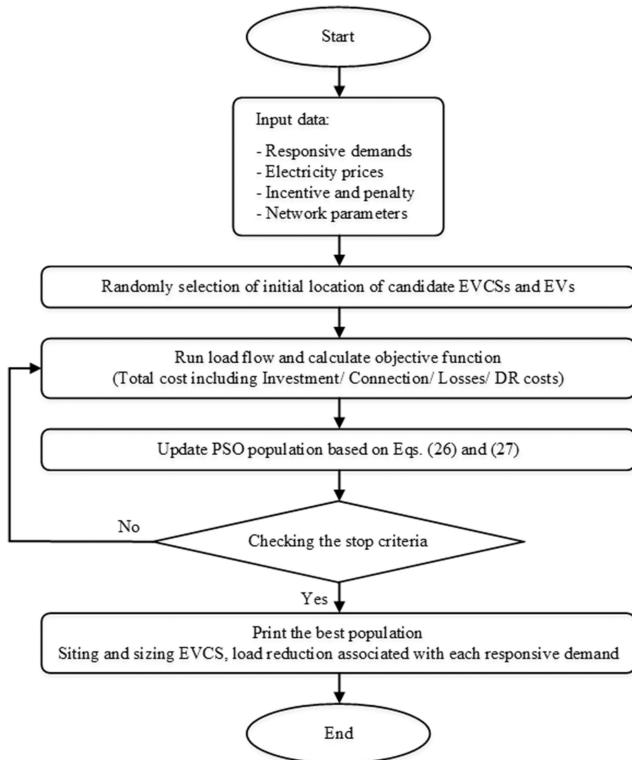 Start
Input data:
- Responsive demands
- Electricity prices
- Incentive and penalty
- Network parameters
Randomly selection of initial location of candidate EVCSs and EVs
Run load flow and calculate objective function
(Total cost including Investment/ Connection/ Losses/ DR costs)
Update PSO population based on Eqs. (26) and (27)
No
Checking the stop criteria
Yes
Print the best population
Siting and sizing EVCS, load reduction associated with each responsive demand
End